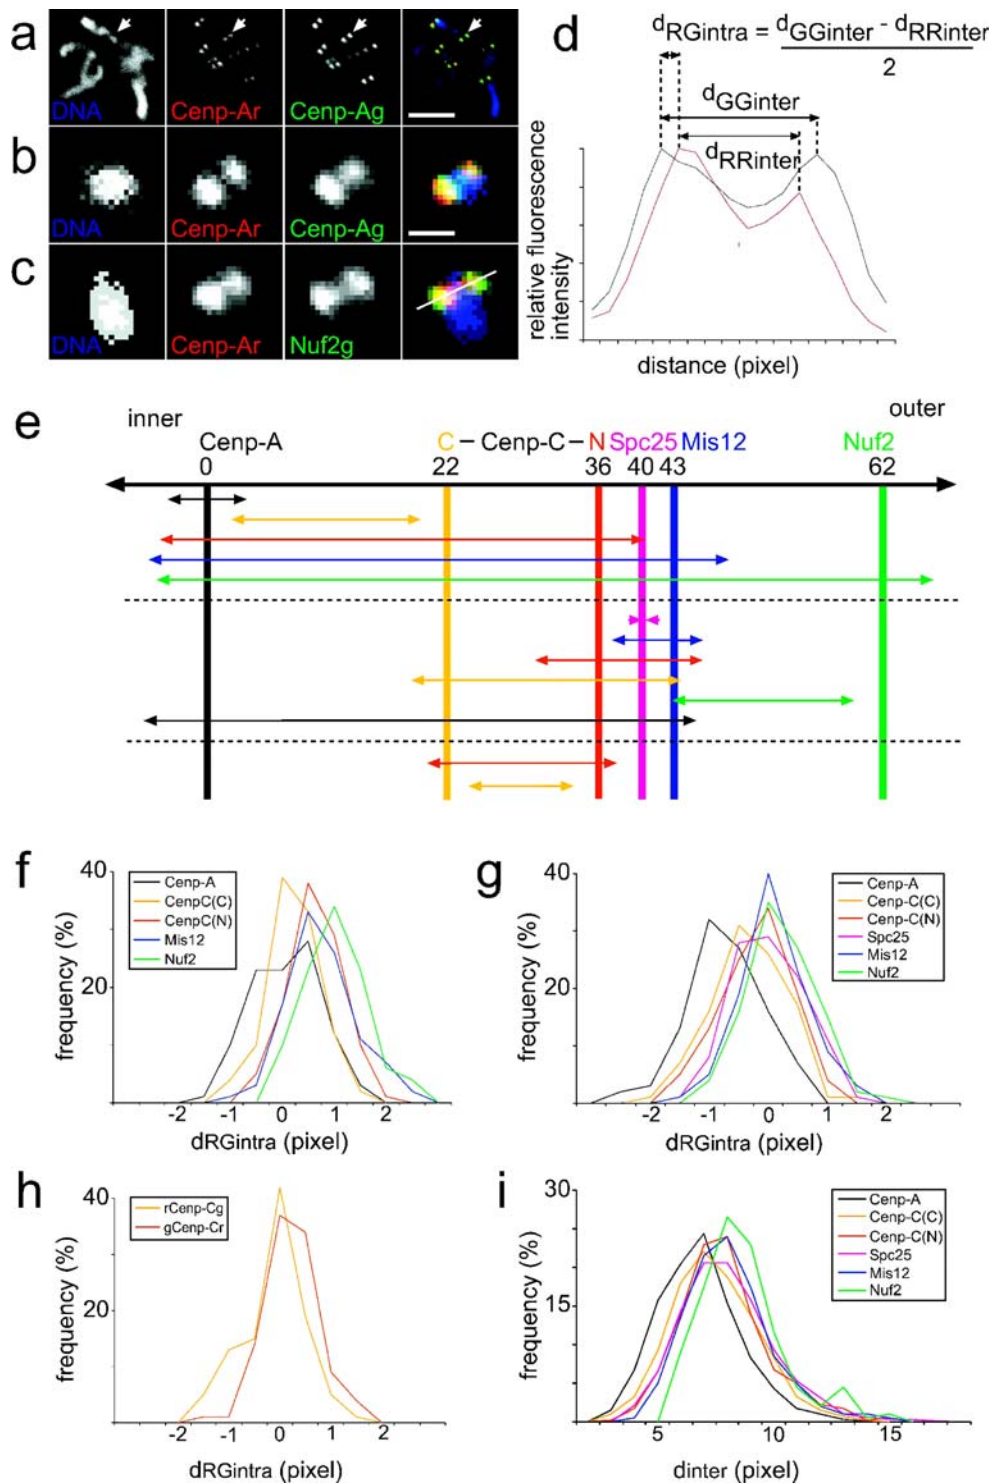 a
DNA
Cenp-Ar
Cenp-Ag
b
DNA
Cenp-Ar
Cenp-Ag
c
DNA
Cenp-Ar
Nuf2g
d
dRGintra = dGGinter - dRRinter
2
dGGinter
dRRinter
relative fluorescence
intensity
distance (pixel)
e
inner
outer
Cenp-A
C – Cenp-C – N
Spc25
Mis12
Nuf2
0
22
36
40
43
62
f
40
20
frequency (%)
Cenp-A
CenpC(C)
CenpC(N)
Mis12
Nuf2
-2 -1 0 1 2
dRGintra (pixel)
g
40
20
frequency (%)
Cenp-A
Cenp-C(C)
Cenp-C(N)
Spc25
Mis12
Nuf2
-2 -1 0 1 2
dRGintra (pixel)
h
40
20
frequency (%)
rCenp-Cg
gCenp-Cr
-2 -1 0 1 2
dRGintra (pixel)
i
30
15
frequency (%)
Cenp-A
Cenp-C(C)
Cenp-C(N)
Spc25
Mis12
Nuf2
5 10 15
dinter (pixel)